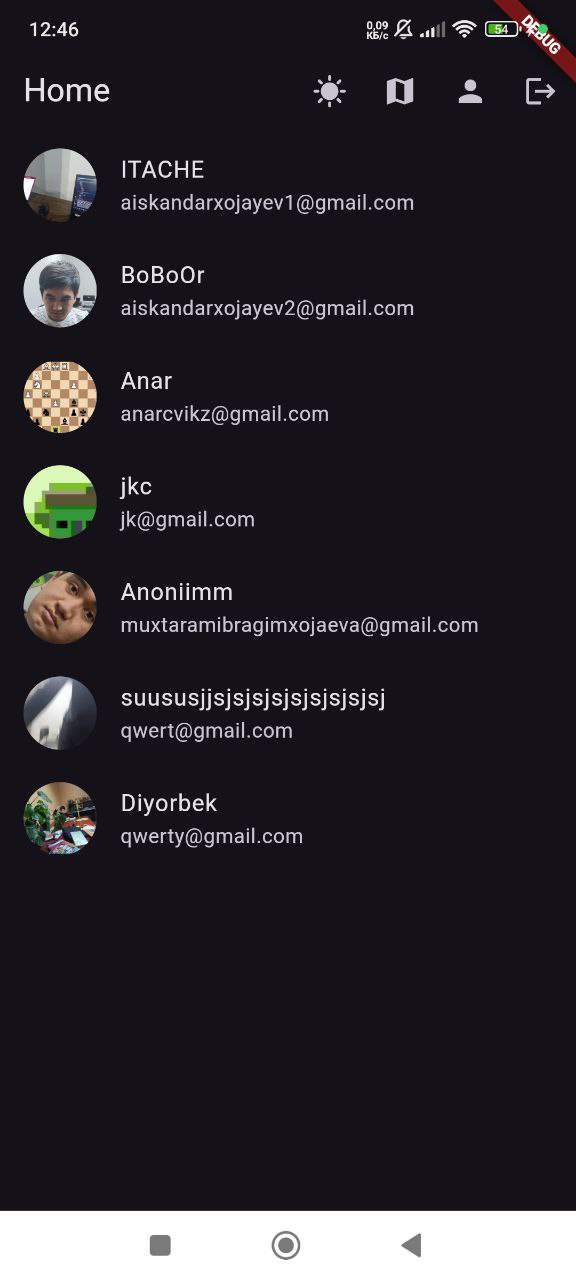 12:46
0,09
КБ/с
54
DEBUG
Home
ITACHE
aiskandarxojayev1@gmail.com
BoBoOr
aiskandarxojayev2@gmail.com
Anar
anarcvikz@gmail.com
jkc
jk@gmail.com
Anoniimm
muxtaramibragimxojaeva@gmail.com
suususjjsjsjsjsjsjsjsjsjsj
qwert@gmail.com
Diyorbek
qwerty@gmail.com